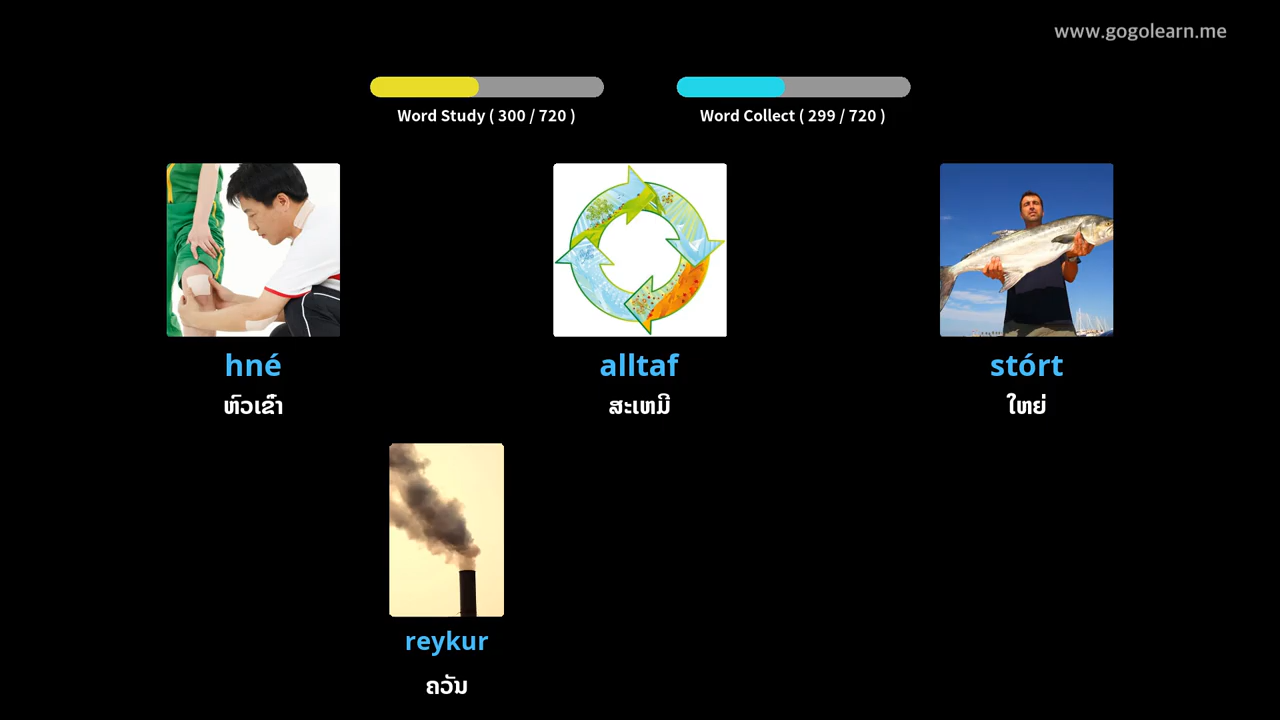 www.gogolearn.me
Word Study ( 300 / 720 )
Word Collect ( 299 / 720 )
hné
alltaf
stórt
ຫົວເຂົ່າ
ສະເຫມີ
ໃຫຍ່
reykur
ຄວັນ